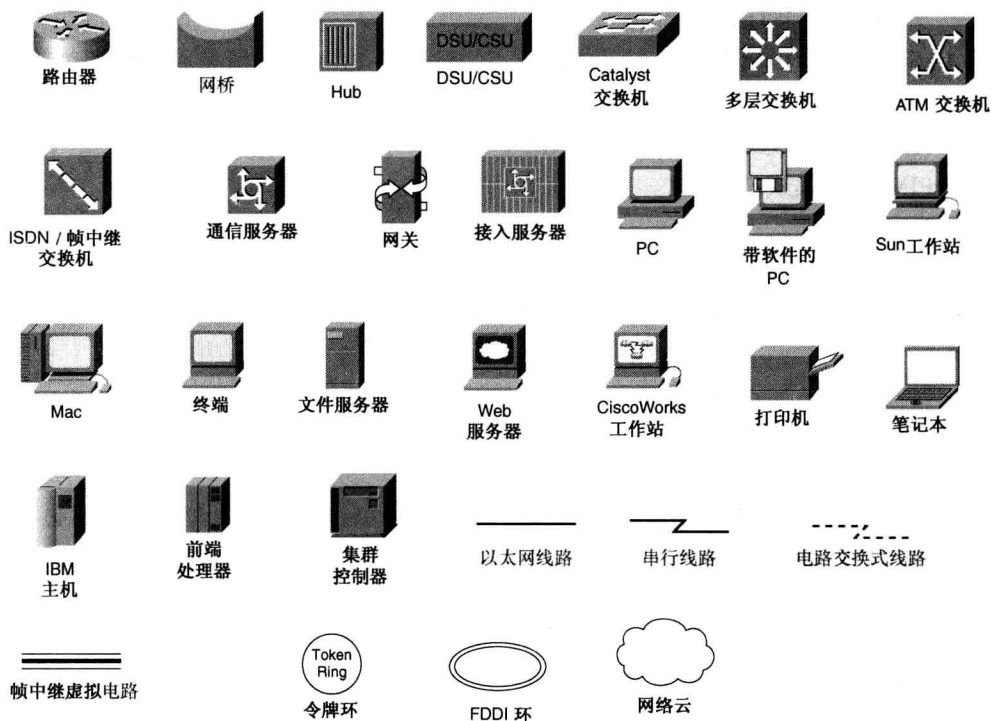 DSU/CSU
路由器
网桥
Hub
DSU/CSU
Catalyst
交换机
多层交换机
ATM 交换机
ISDN / 帧中继
交换机
通信服务器
网关
接入服务器
PC
带软件的
PC
Sun工作站
Mac
终端
文件服务器
Web
服务器
CiscoWorks
工作站
打印机
笔记本
IBM
主机
前端
处理器
集群
控制器
以太网线路
串行线路
电路交换式线路
帧中继虚拟电路
Token
Ring
令牌环
FDDI 环
网络云